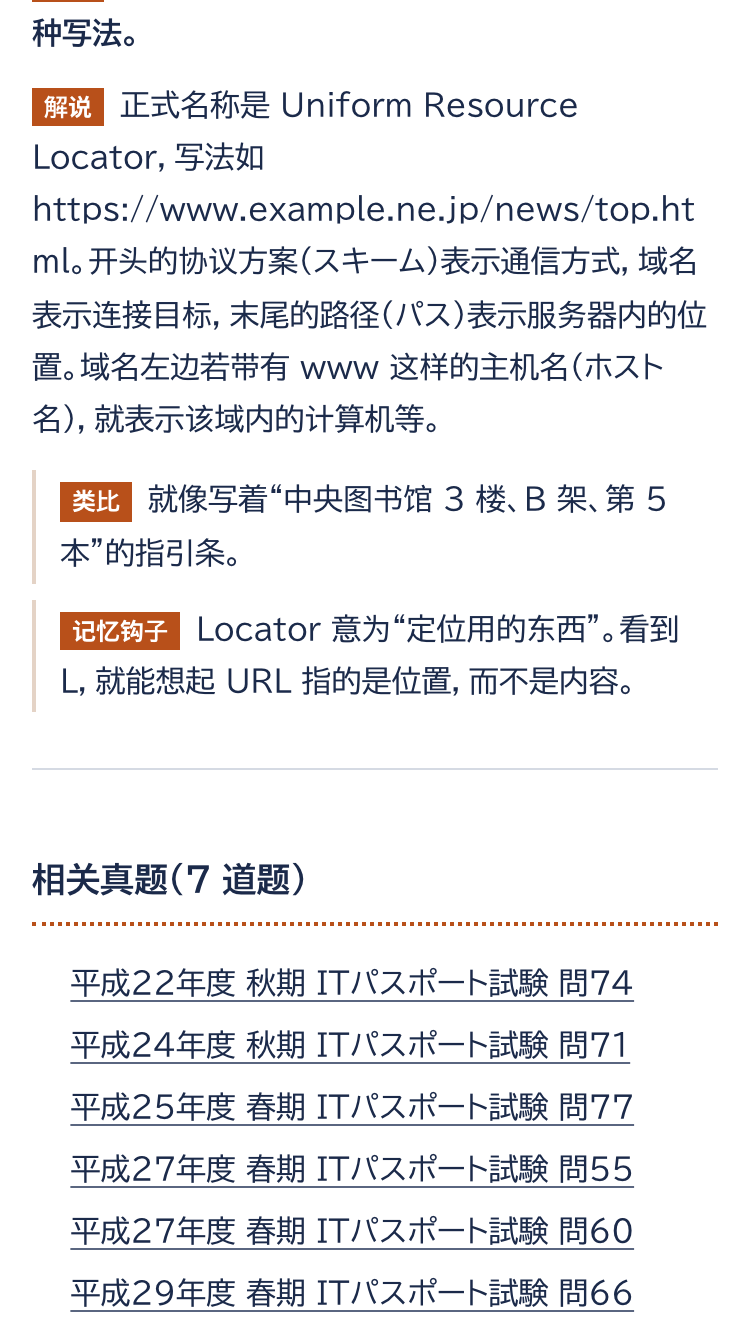 种写法。
解说 正式名称是 Uniform Resource
Locator，写法如
https://www.example.ne.jp/news/top.ht
ml。开头的协议方案（スキーム）表示通信方式，域名
表示连接目标，末尾的路径（パス）表示服务器内的位
置。域名左边若带有 www 这样的主机名（ホスト
名），就表示该域内的计算机等。
类比 就像写着“中央图书馆 3 楼、B 架、第 5
本”的指引条。
记忆钩子 Locator 意为“定位用的东西”。看到
L，就能想起 URL 指的是位置，而不是内容。
相关真题（7 道题）
平成22年度 秋期 ITパスポート試験 問74
平成24年度 秋期 ITパスポート試験 問71
平成25年度 春期 ITパスポート試験 問77
平成27年度 春期 ITパスポート試験 問55
平成27年度 春期 ITパスポート試験 問60
平成29年度 春期 ITパスポート試験 問66